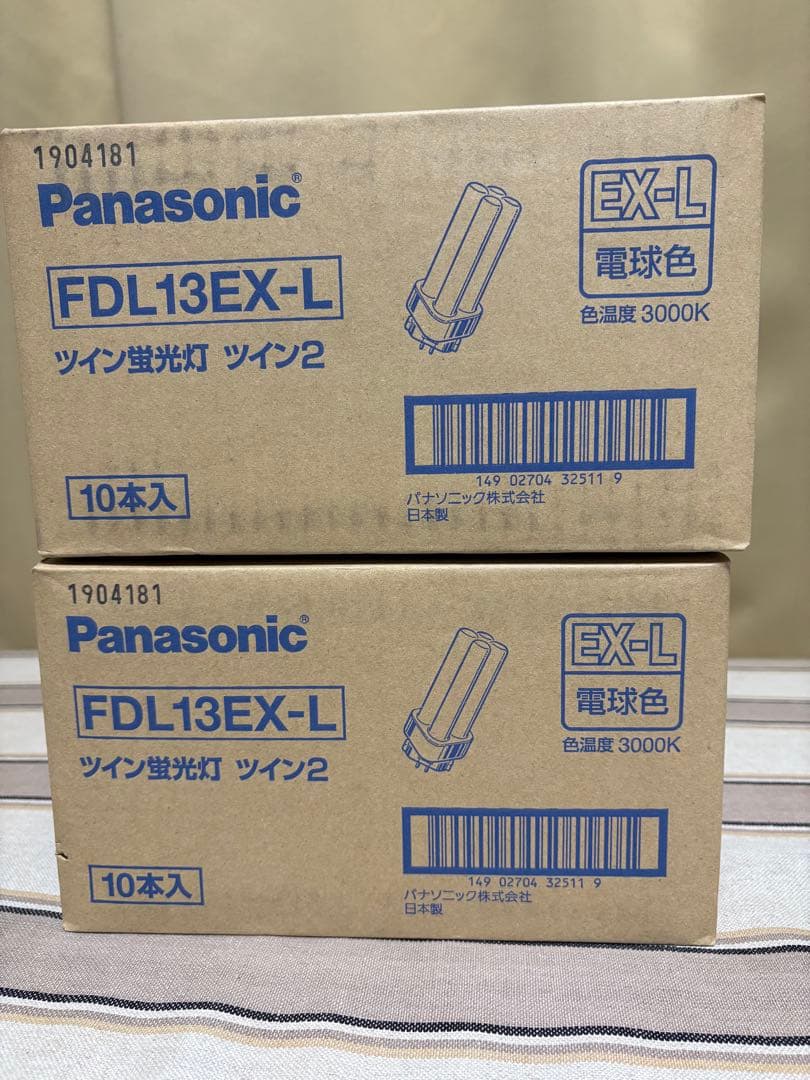 1904181
Panasonic®
FDL13EX-L
ツイン蛍光灯 ツイン2
10本入
EX-L
電球色
色温度 3000K
149 02704 32511 9
パナソニック株式会社
日本製
1904181
Panasonic®
FDL13EX-L
ツイン蛍光灯 ツイン2
10本入
EX-L
電球色
色温度 3000K
149 02704 32511 9
パナソニック株式会社
日本製